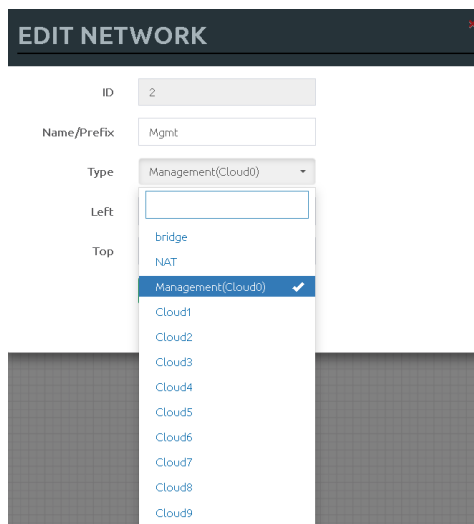 EDIT NETWORK
ID 2
Name/Prefix Mgmt
Type Management(Cloud0)
Left
Top
bridge
NAT
Management(Cloud0)
Cloud1
Cloud2
Cloud3
Cloud4
Cloud5
Cloud6
Cloud7
Cloud8
Cloud9